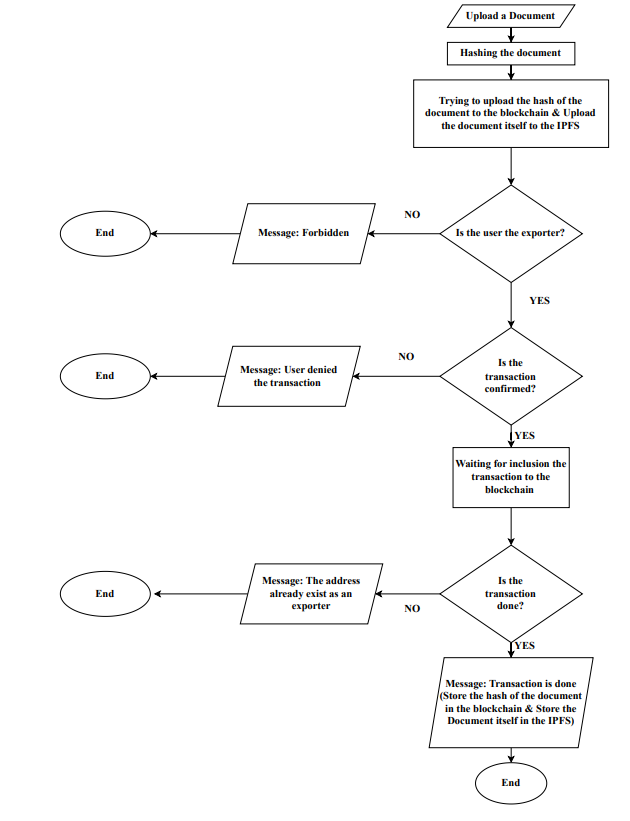 Upload a Document
Hashing the document
Trying to upload the hash of the
document to the blockchain & Upload
the document itself to the IPFS
Is the user the exporter?
NO
Message: Forbidden
End
YES
Is the
transaction
confirmed?
NO
Message: User denied
the transaction
End
YES
Waiting for inclusion the
transaction to the
blockchain
Is the
transaction
done?
NO
Message: The address
already exist as an
exporter
End
YES
Message: Transaction is done
(Store the hash of the document
in the blockchain & Store the
Document itself in the IPFS)
End